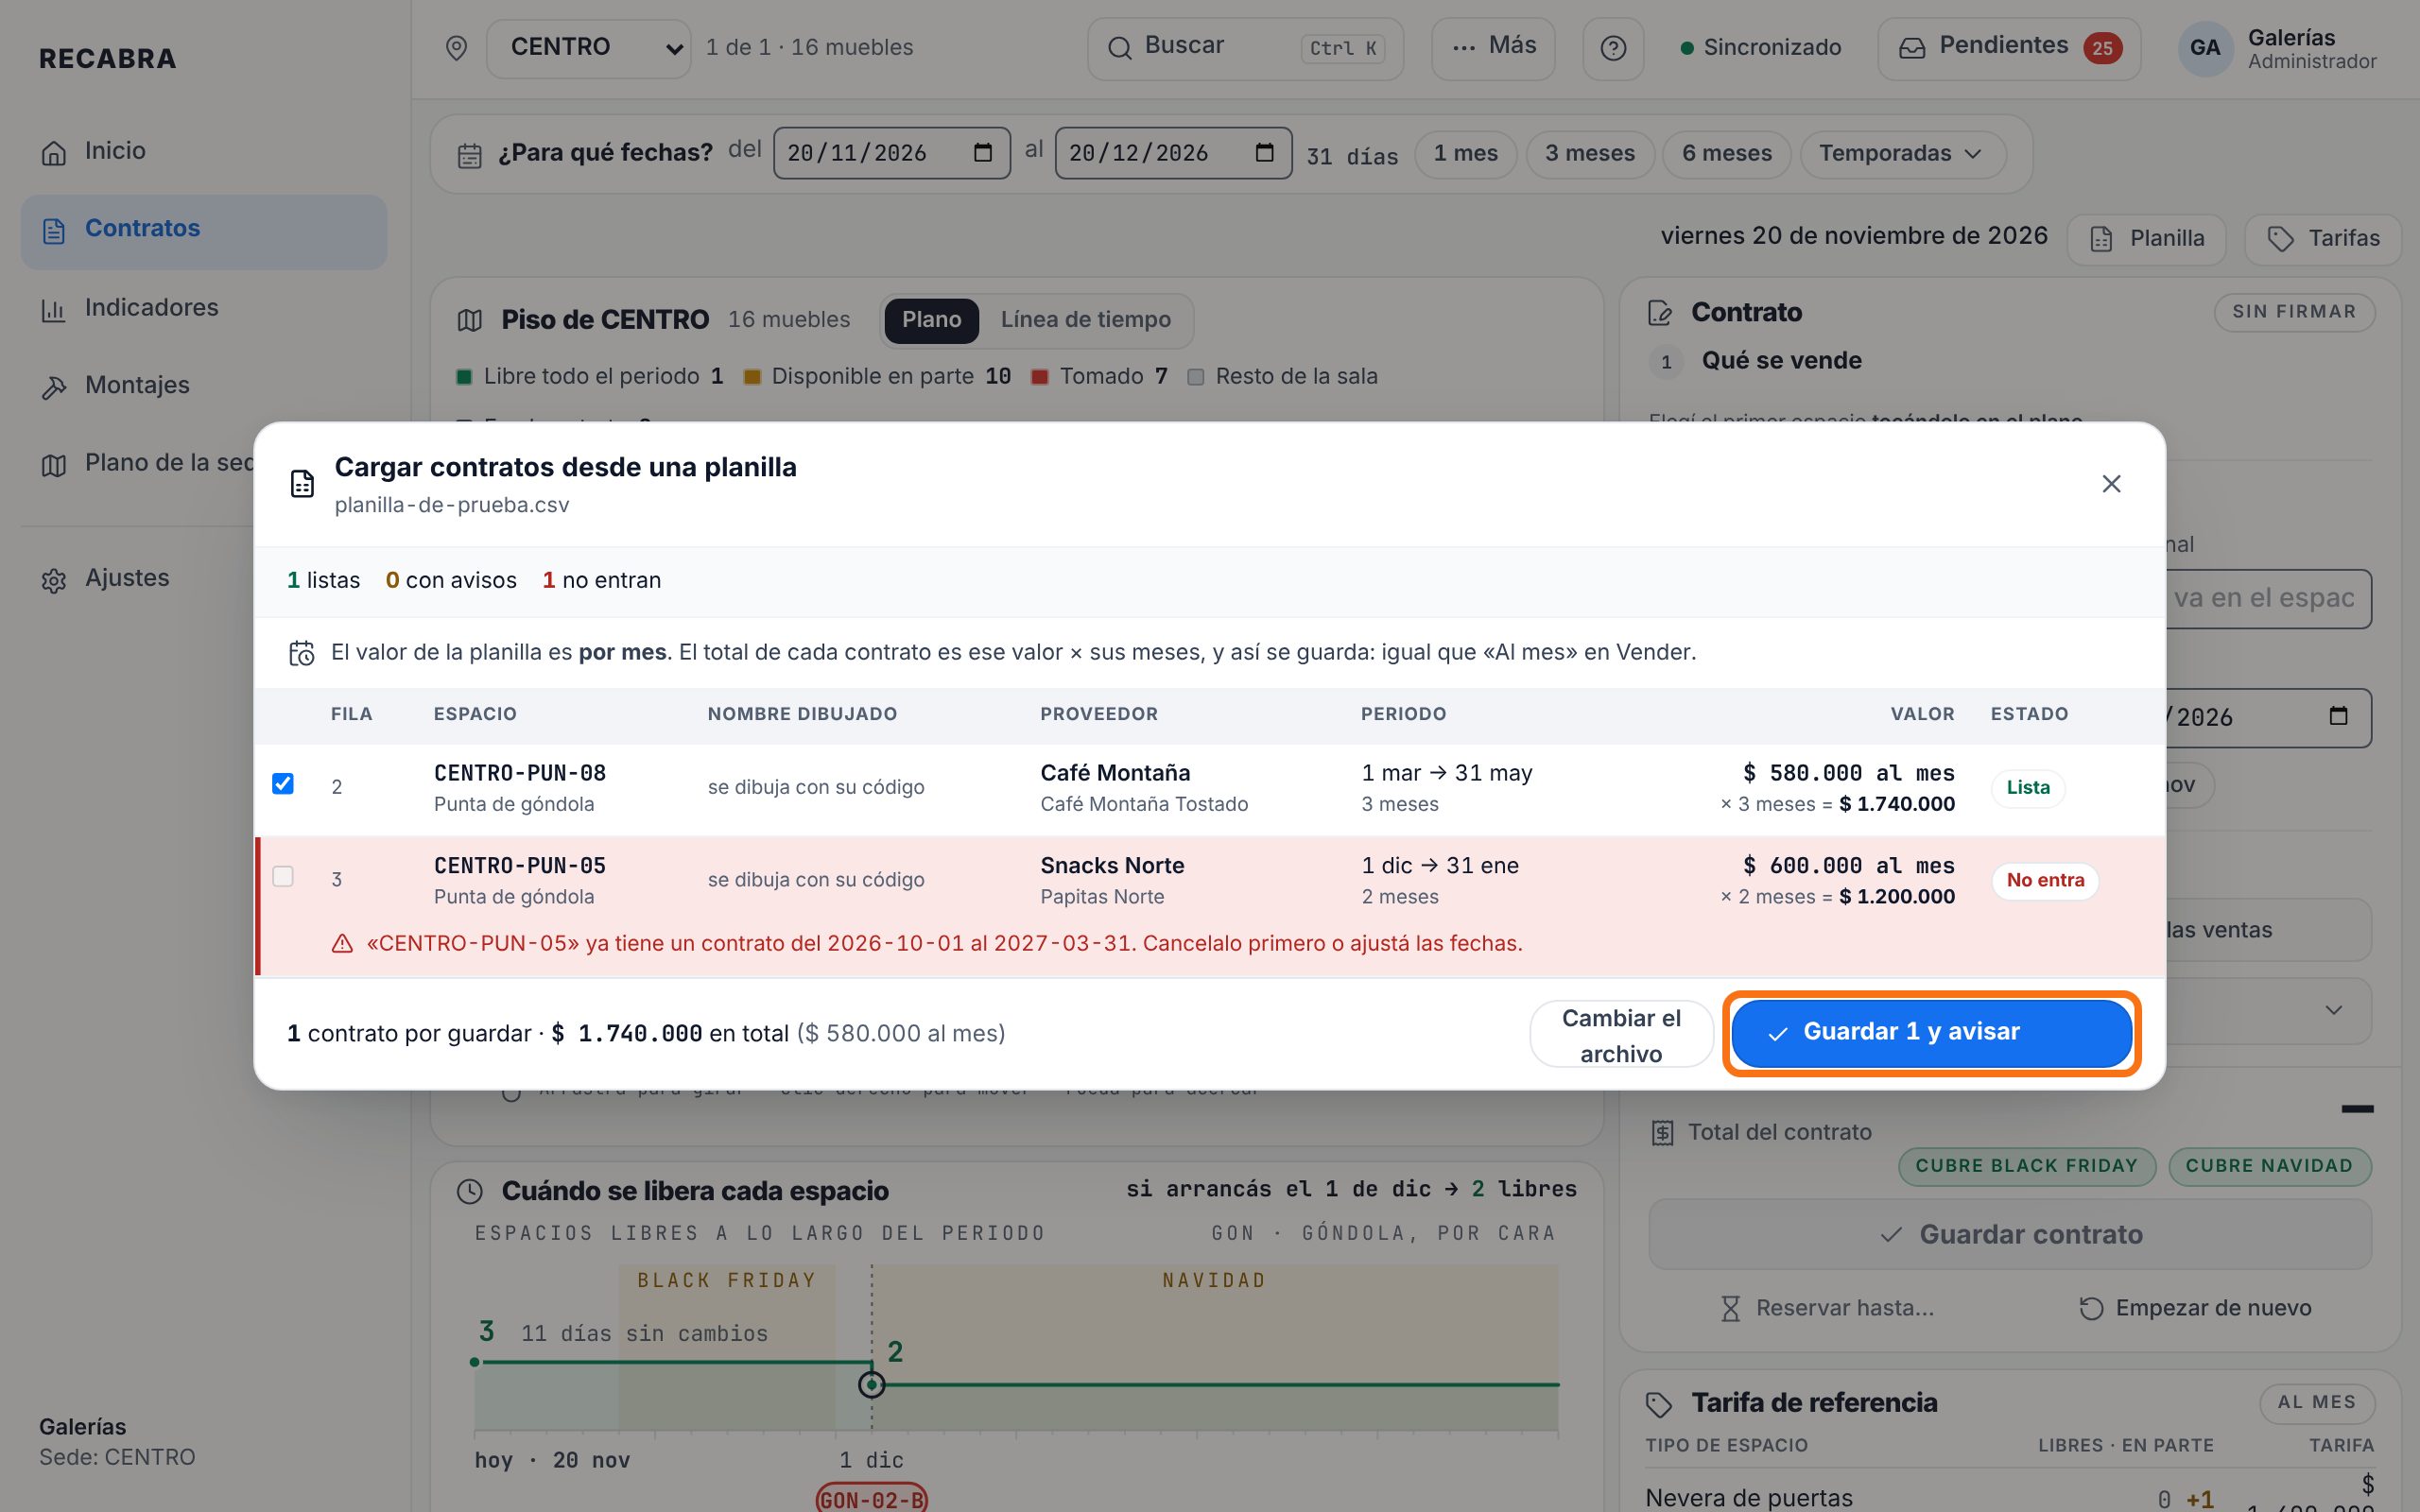 RECABRA
CENTRO
1 de 1 · 16 muebles
Buscar
Ctrl K
Más
Sincronizado
Pendientes 25
GA
Galerías
Administrador
Inicio
Contratos
Indicadores
Montajes
Plano de la sed
Ajustes
¿Para qué fechas? del 20/11/2026 al 20/12/2026 31 días 1 mes 3 meses 6 meses Temporadas
viernes 20 de noviembre de 2026
Planilla
Tarifas
Piso de CENTRO 16 muebles Plano Línea de tiempo
Libre todo el periodo 1 Disponible en parte 10 Tomado 7 Resto de la sala
Contrato SIN FIRMAR
1 Qué se vende
Cargar contratos desde una planilla
planilla-de-prueba.csv
1 listas 0 con avisos 1 no entran
El valor de la planilla es por mes. El total de cada contrato es ese valor × sus meses, y así se guarda: igual que «Al mes» en Vender.
FILA ESPACIO NOMBRE DIBUJADO PROVEEDOR PERIODO VALOR ESTADO
2 CENTRO-PUN-08 se dibuja con su código Café Montaña 1 mar → 31 may $ 580.000 al mes Lista
Punta de góndola Café Montaña Tostado 3 meses × 3 meses = $ 1.740.000
3 CENTRO-PUN-05 se dibuja con su código Snacks Norte 1 dic → 31 ene $ 600.000 al mes No entra
Punta de góndola Papitas Norte 2 meses × 2 meses = $ 1.200.000
«CENTRO-PUN-05» ya tiene un contrato del 2026-10-01 al 2027-03-31. Cancelalo primero o ajustá las fechas.
1 contrato por guardar · $ 1.740.000 en total ($ 580.000 al mes)
Cambiar el
archivo
Guardar 1 y avisar
nal
va en el espac
/2026
nov
las ventas
Total del contrato
CUBRE BLACK FRIDAY CUBRE NAVIDAD
Guardar contrato
Reservar hasta...
Empezar de nuevo
Cuándo se libera cada espacio
si arrancás el 1 de dic → 2 libres
ESPACIOS LIBRES A LO LARGO DEL PERIODO
GON · GÓNDOLA, POR CARA
BLACK FRIDAY
NAVIDAD
3 11 días sin cambios
2
hoy · 20 nov
1 dic
GON-02-B
Tarifa de referencia AL MES
TIPO DE ESPACIO LIBRES · EN PARTE TARIFA
Nevera de puertas 0 +1 $
Galerías
Sede: CENTRO